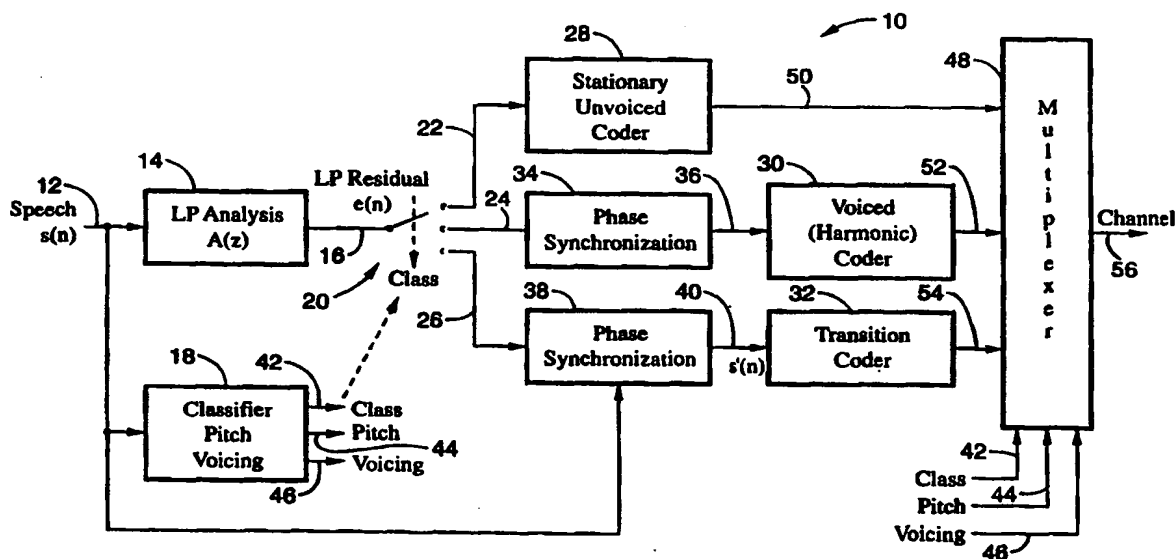 10
28
Stationary
Unvoiced
Coder
50
48
Multiplexer
22
14
12
Speech
s(n)
LP Analysis
A(z)
LP Residual
e(n)
16
20
Class
24
34
Phase
Synchronization
36
30
Voiced
(Harmonic)
Coder
52
Channel
56
26
38
Phase
Synchronization
40
s'(n)
32
Transition
Coder
54
18
Classifier
Pitch
Voicing
42
Class
Pitch
44
Voicing
46
42
Class
44
Pitch
Voicing
46